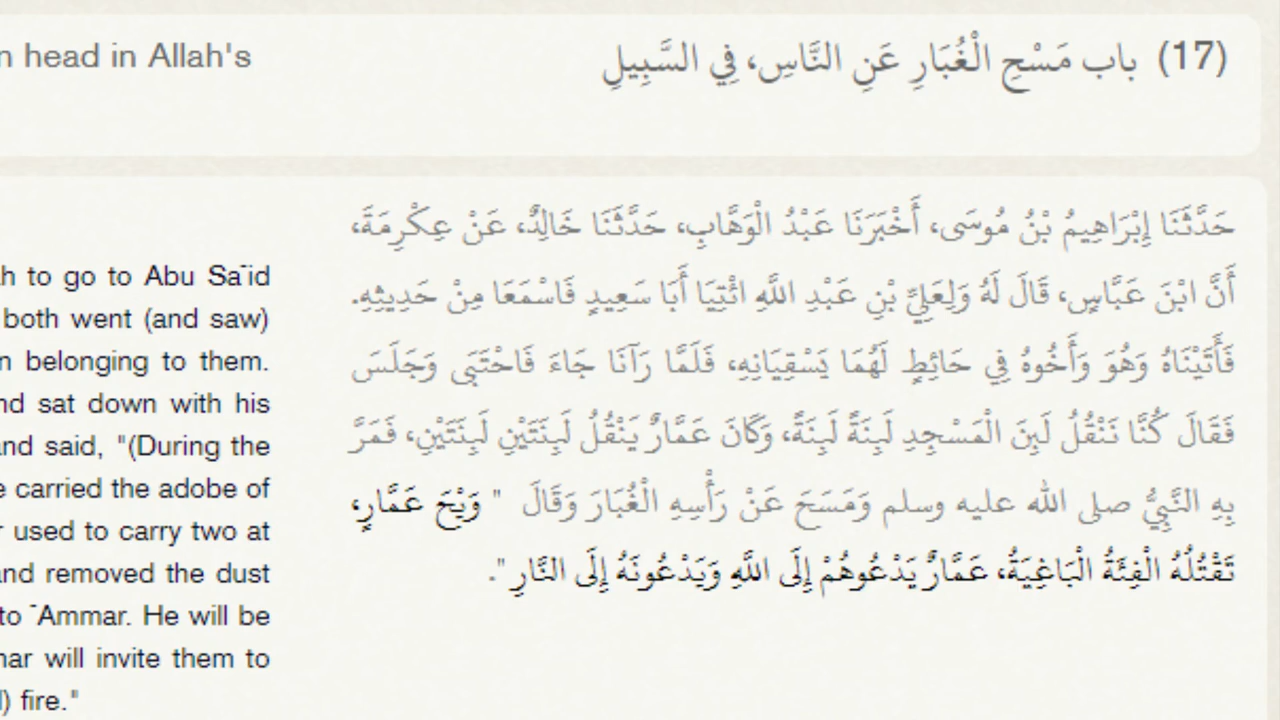 n head in Allah's
(17) باب مَسْحِ الْغُبَارِ عَنِ النَّاسِ، فِي السَّبِيلِ
حَدَّثَنَا إِبْرَاهِيمُ بْنُ مُوسَى، أَخْبَرَنَا عَبْدُ الْوَهَّابِ، حَدَّثَنَا خَالِدٌ، عَنْ عِكْرِمَةَ،
أَنَّ ابْنَ عَبَّاسٍ، قَالَ لَهُ وَلِعَلِيِّ بْنِ عَبْدِ اللَّهِ ائْتِيَا أَبَا سَعِيدٍ فَاسْمَعَا مِنْ حَدِيثِهِ.
فَأَتَيْنَاهُ وَهُوَ وَأَخُوهُ فِي حَائِطٍ لَهُمَا يَسْقِيَانِهِ، فَلَمَّا رَآنَا جَاءَ فَاحْتَبَى وَجَلَسَ
فَقَالَ كُنَّا نَنْقُلُ لَبِنَ الْمَسْجِدِ لَبِنَةً لَبِنَةً، وَكَانَ عَمَّارٌ يَنْقُلُ لَبِنَتَيْنِ لَبِنَتَيْنِ، فَمَرَّ
بِهِ النَّبِيُّ صلى الله عليه وسلم وَمَسَحَ عَنْ رَأْسِهِ الْغُبَارَ وَقَالَ " وَيْحَ عَمَّارٍ،
تَقْتُلُهُ الْفِئَةُ الْبَاغِيَةُ، عَمَّارٌ يَدْعُوهُمْ إِلَى اللَّهِ وَيَدْعُونَهُ إِلَى النَّارِ ".
h to go to Abu Sa¯id
both went (and saw)
n belonging to them.
nd sat down with his
and said, "(During the
e carried the adobe of
r used to carry two at
and removed the dust
to ¯Ammar. He will be
nar will invite them to
) fire."